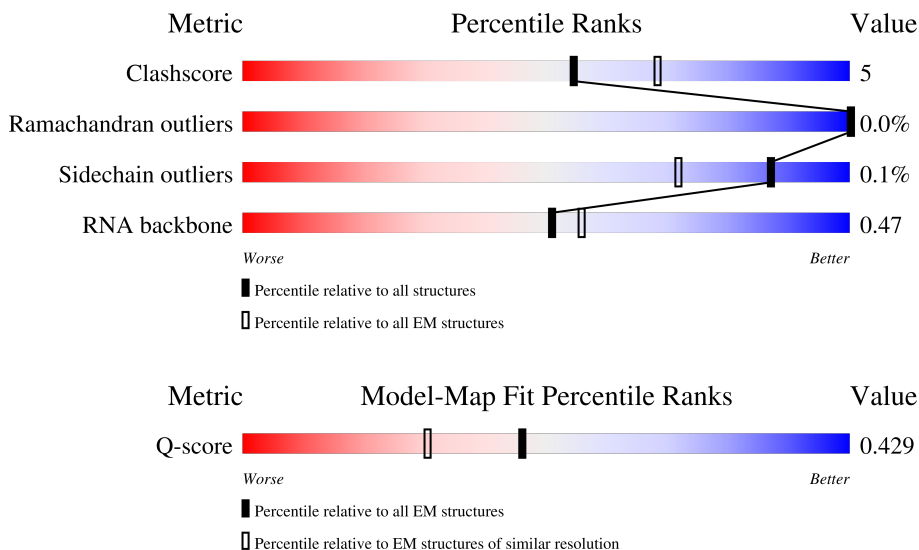 Metric Percentile Ranks Value
Clashscore 5
Ramachandran outliers 0.0%
Sidechain outliers 0.1%
RNA backbone 0.47
Worse Better
Percentile relative to all structures
Percentile relative to all EM structures
Metric Model-Map Fit Percentile Ranks Value
Q-score 0.429
Worse Better
Percentile relative to all EM structures
Percentile relative to EM structures of similar resolution